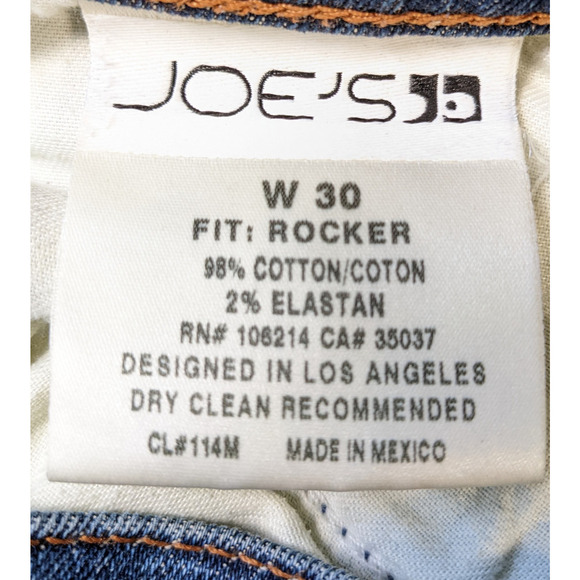 JOE'S
W 30
FIT: ROCKER
98% COTTON/COTON
2% ELASTAN
RN# 106214 CA# 35037
DESIGNED IN LOS ANGELES
DRY CLEAN RECOMMENDED
CL#114M MADE IN MEXICO